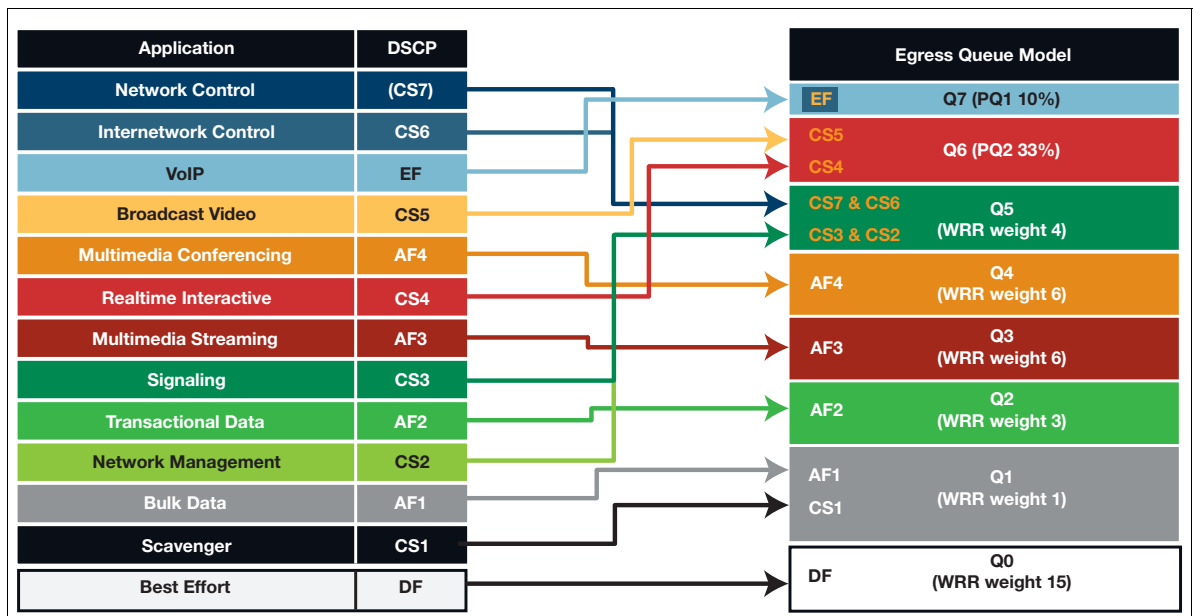 Application DSCP
Network Control (CS7)
Internetwork Control CS6
VoIP EF
Broadcast Video CS5
Multimedia Conferencing AF4
Realtime Interactive CS4
Multimedia Streaming AF3
Signaling CS3
Transactional Data AF2
Network Management CS2
Bulk Data AF1
Scavenger CS1
Best Effort DF
Egress Queue Model
EF Q7 (PQ1 10%)
CS5
Q6 (PQ2 33%)
CS4
CS7 & CS6
Q5
(WRR weight 4)
CS3 & CS2
Q4
AF4
(WRR weight 6)
Q3
AF3
(WRR weight 6)
Q2
AF2
(WRR weight 3)
AF1
Q1
(WRR weight 1)
CS1
Q0
DF
(WRR weight 15)